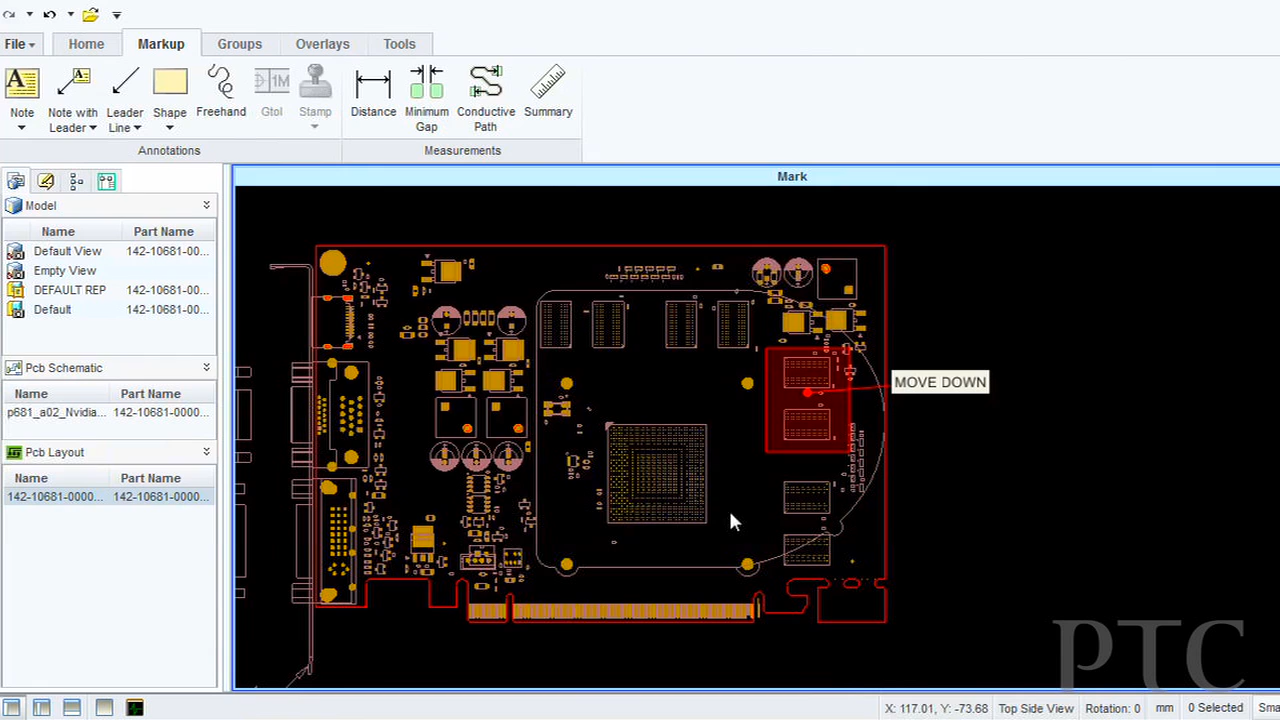 File
Home
Markup
Groups
Overlays
Tools
Note
Note with
Leader
Leader
Line
Shape
Freehand
Gtol
Stamp
Distance
Minimum
Gap
Conductive
Path
Summary
Annotations
Measurements
Model
Name Part Number
Default View 142-10681-00...
Empty View
DEFAULT REP 142-10681-00...
Default 142-10681-00...
Pcb Schematic
Name Part Number
p681_a02_Nvidia... 142-10681-0000...
Pcb Layout
Name Part Number
142-10681-0000... 142-10681-0000...
Mark
MOVE DOWN
PTC
X: 117.01, Y: -73.68 Top Side View Rotation: 0 mm 0 Selected Sma